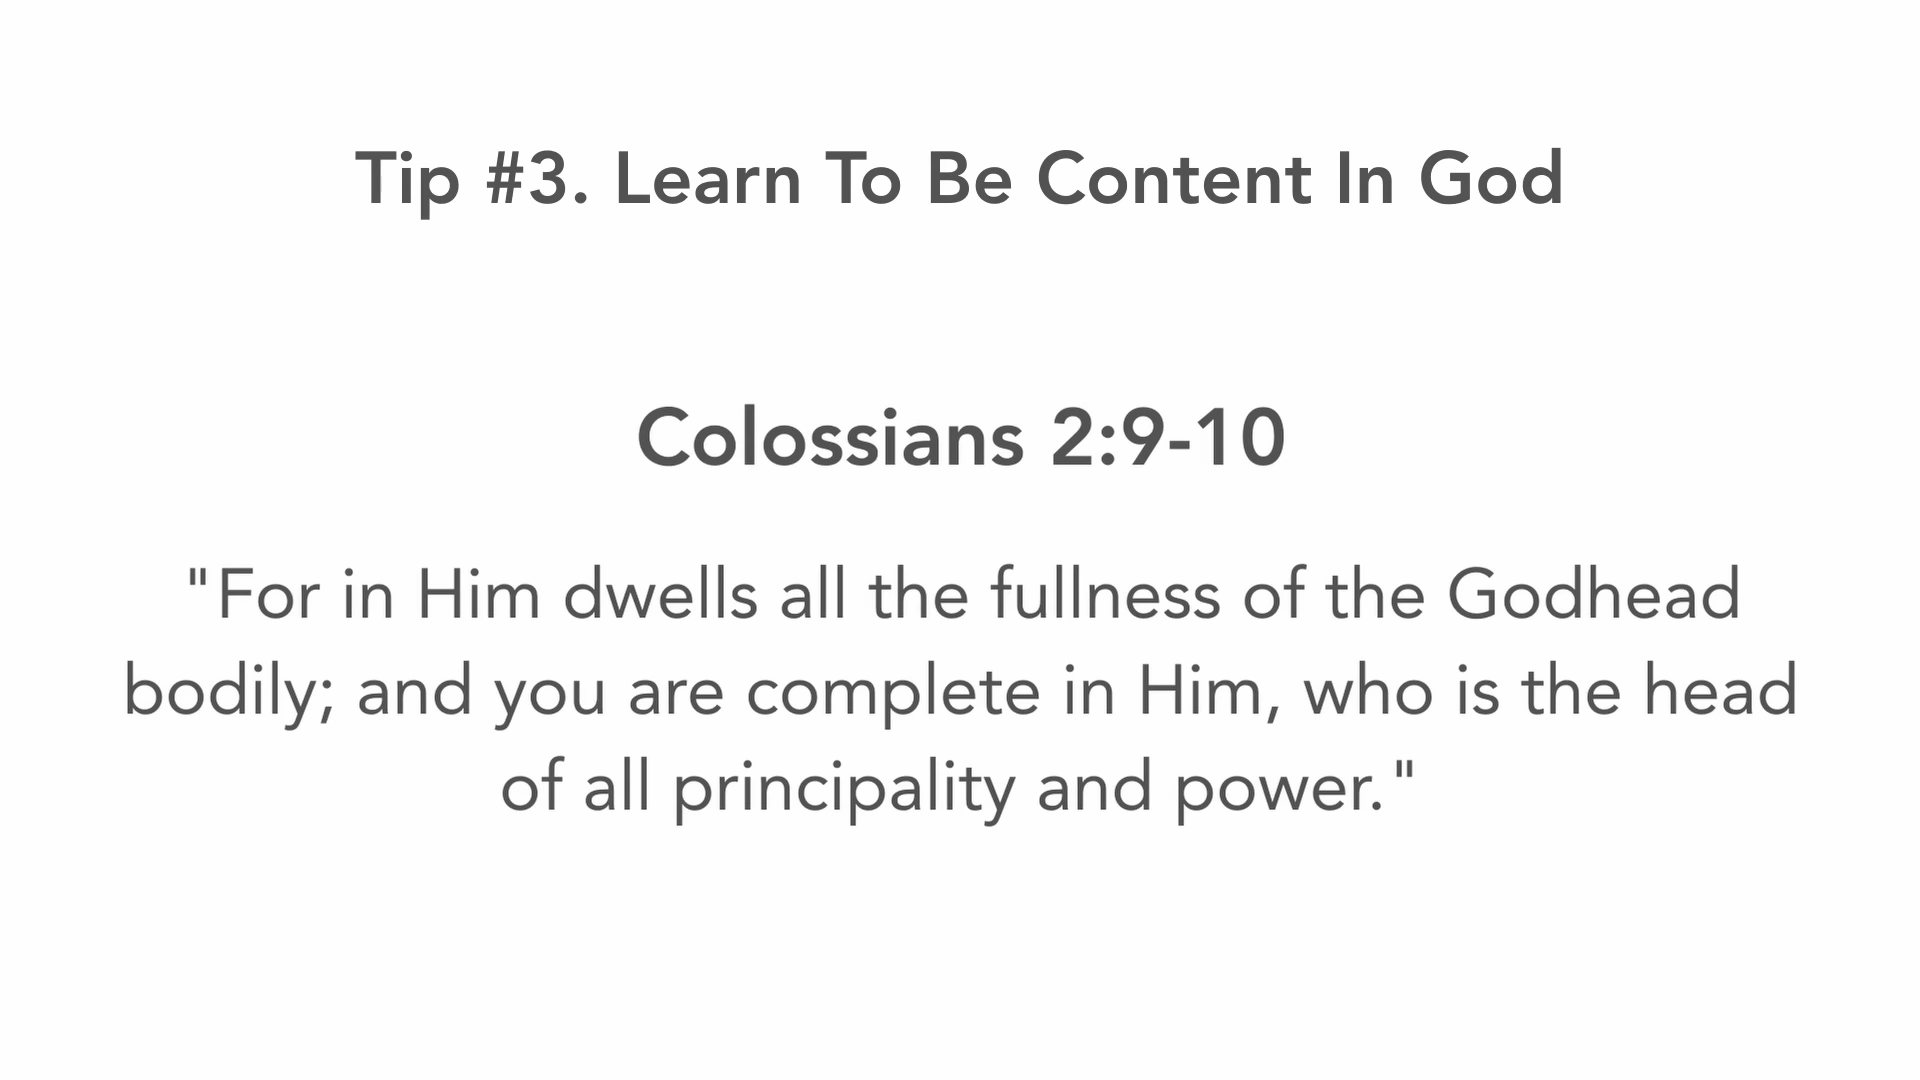 Tip #3. Learn To Be Content In God
Colossians 2:9-10
"For in Him dwells all the fullness of the Godhead
bodily; and you are complete in Him, who is the head
of all principality and power."